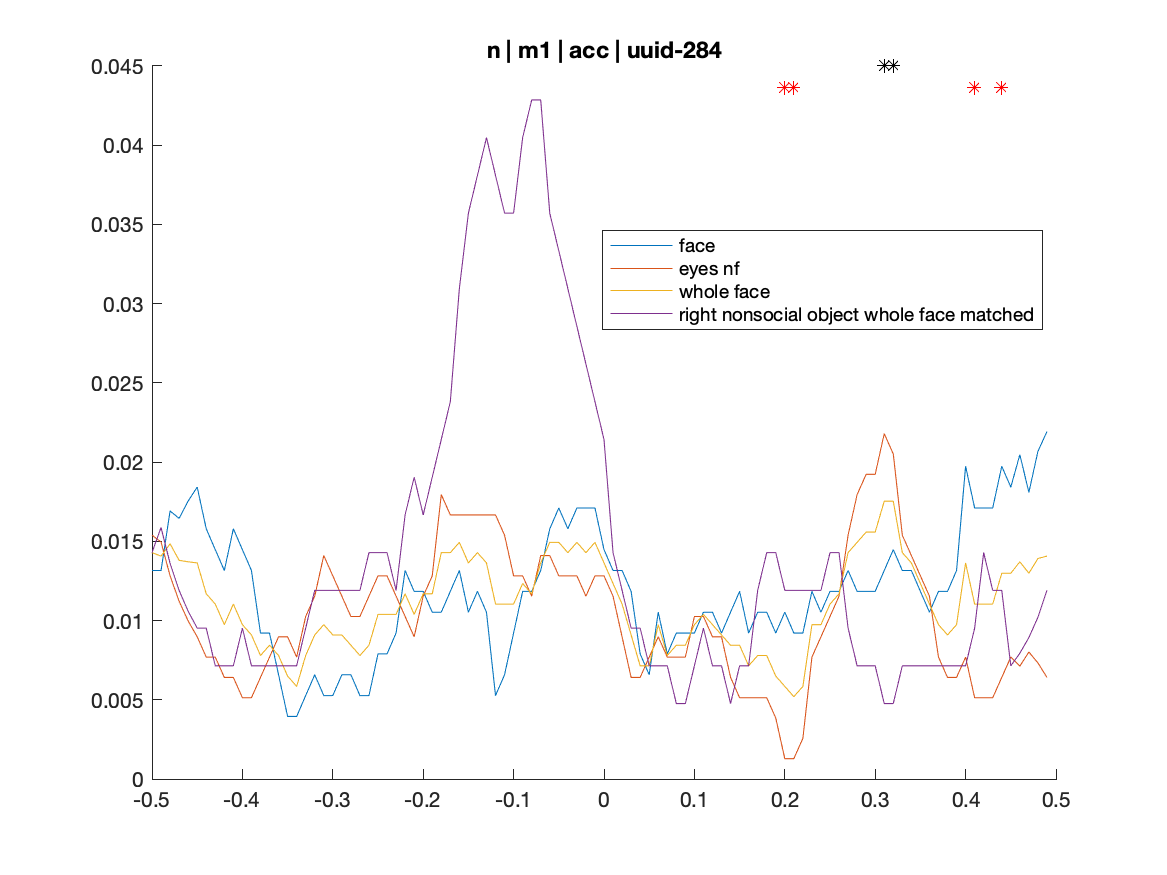 n | m1 | acc | uuid-284
0.045
0.04
0.035
0.03
0.025
0.02
0.015
0.01
0.005
0
face
eyes nf
whole face
right nonsocial object whole face matched
-0.5 -0.4 -0.3 -0.2 -0.1 0 0.1 0.2 0.3 0.4 0.5